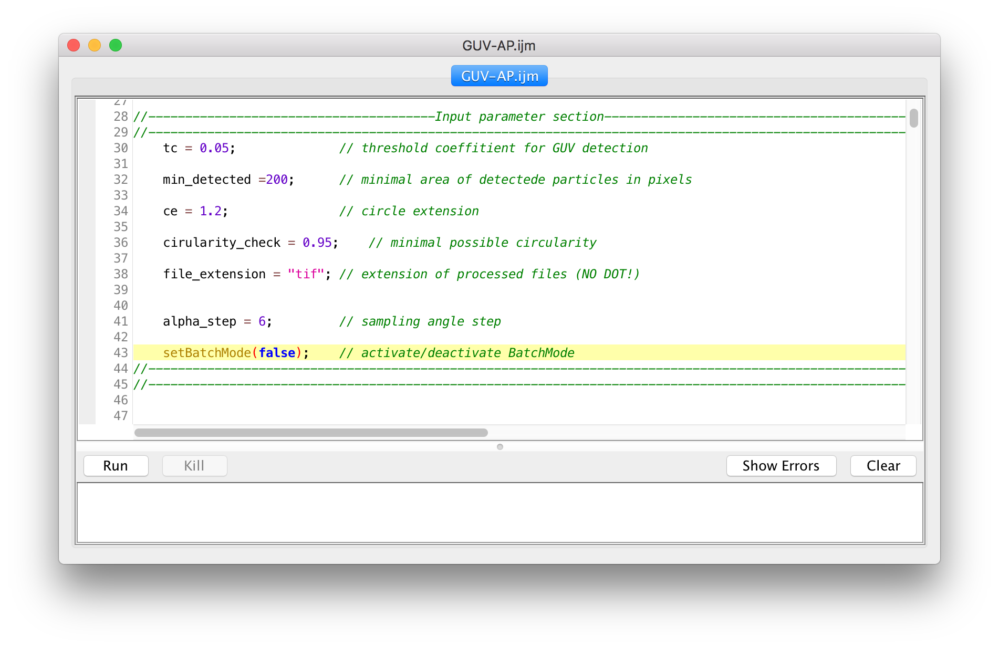 GUV-AP.ijm
GUV-AP.ijm
27
28 //---------------------------------------Input parameter section-----------------------------------------
29 //-------------------------------------------------------------------------------------------------------
30     tc = 0.05;              // threshold coeffitient for GUV detection
31
32     min_detected =200;      // minimal area of detectede particles in pixels
33
34     ce = 1.2;               // circle extension
35
36     cirularity_check = 0.95;    // minimal possible circularity
37
38     file_extension = "tif"; // extension of processed files (NO DOT!)
39
40
41     alpha_step = 6;         // sampling angle step
42
43     setBatchMode(false);    // activate/deactivate BatchMode
44 //-------------------------------------------------------------------------------------------------------
45 //-------------------------------------------------------------------------------------------------------
46
47
Run Kill Show Errors Clear